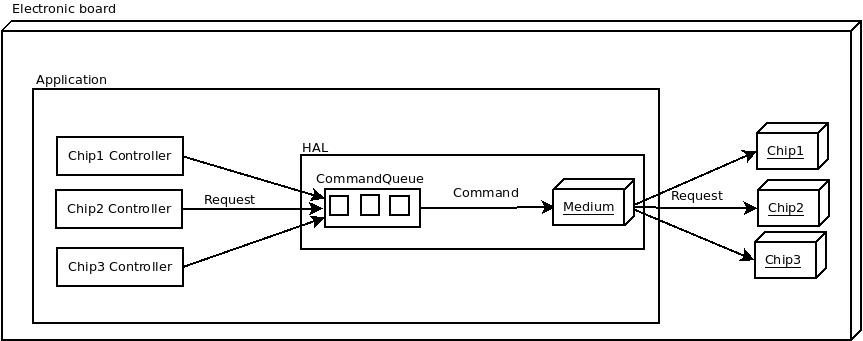 Electronic board
Application
HAL
Chip1 Controller
CommandQueue
Chip1
Chip2 Controller
Request
Command
Medium
Request
Chip2
Chip3 Controller
Chip3